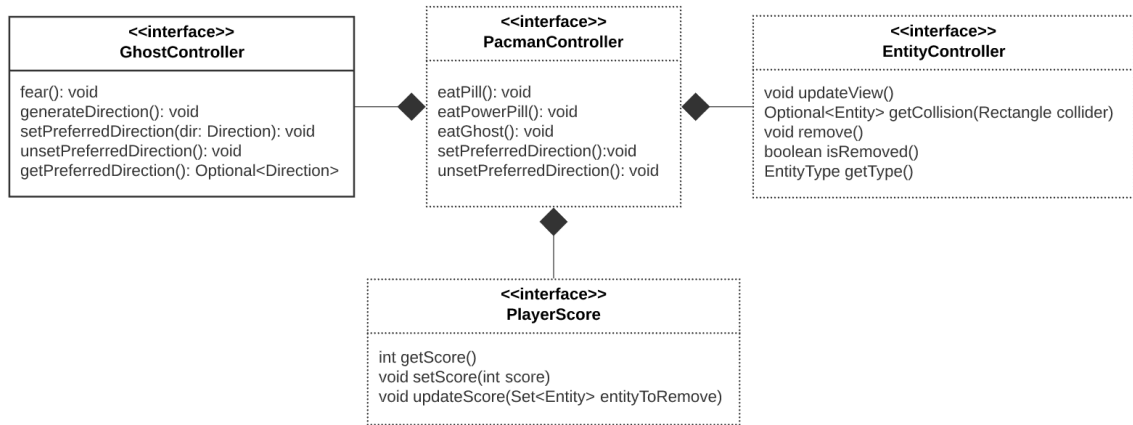 <<interface>>
GhostController
fear(): void
generateDirection(): void
setPreferredDirection(dir: Direction): void
unsetPreferredDirection(): void
getPreferredDirection(): Optional<Direction>
<<interface>>
PacmanController
eatPill(): void
eatPowerPill(): void
eatGhost(): void
setPreferredDirection():void
unsetPreferredDirection(): void
<<interface>>
EntityController
void updateView()
Optional<Entity> getCollision(Rectangle collider)
void remove()
boolean isRemoved()
EntityType getType()
<<interface>>
PlayerScore
int getScore()
void setScore(int score)
void updateScore(Set<Entity> entityToRemove)